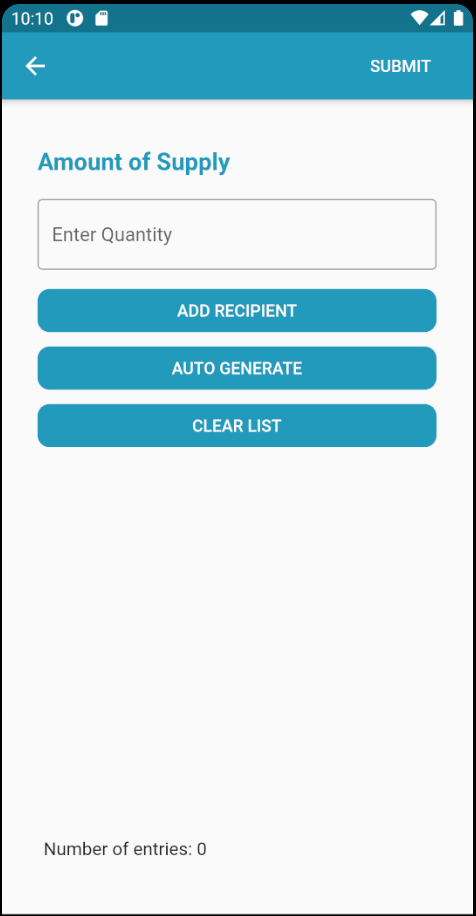 10:10
SUBMIT
Amount of Supply
Enter Quantity
ADD RECIPIENT
AUTO GENERATE
CLEAR LIST
Number of entries: 0